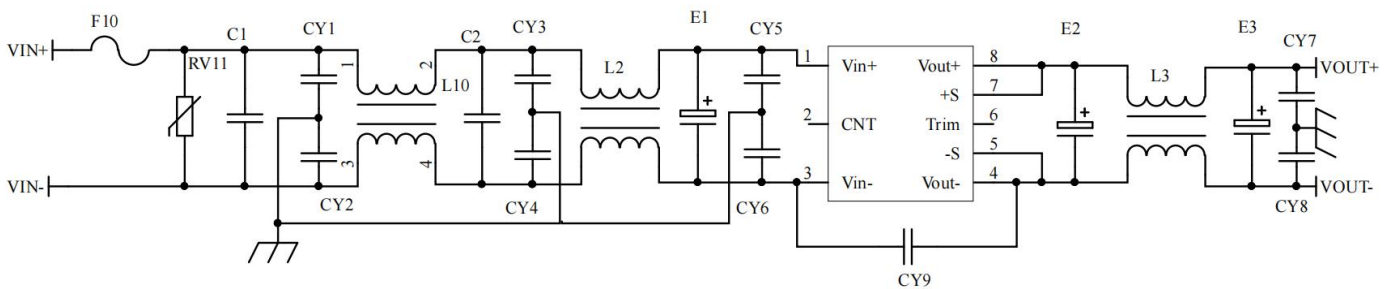 F10
C1
CY1
C2
CY3
E1
CY5
E2
E3
CY7
VIN+
RV11
1
2
L10
L2
1
Vin+
Vout+
8
L3
VOUT+
+S
7
2
CNT
Trim
6
-S
5
3
4
VIN-
3
Vin-
Vout-
4
VOUT-
CY2
CY4
CY6
CY8
CY9
+
+
+